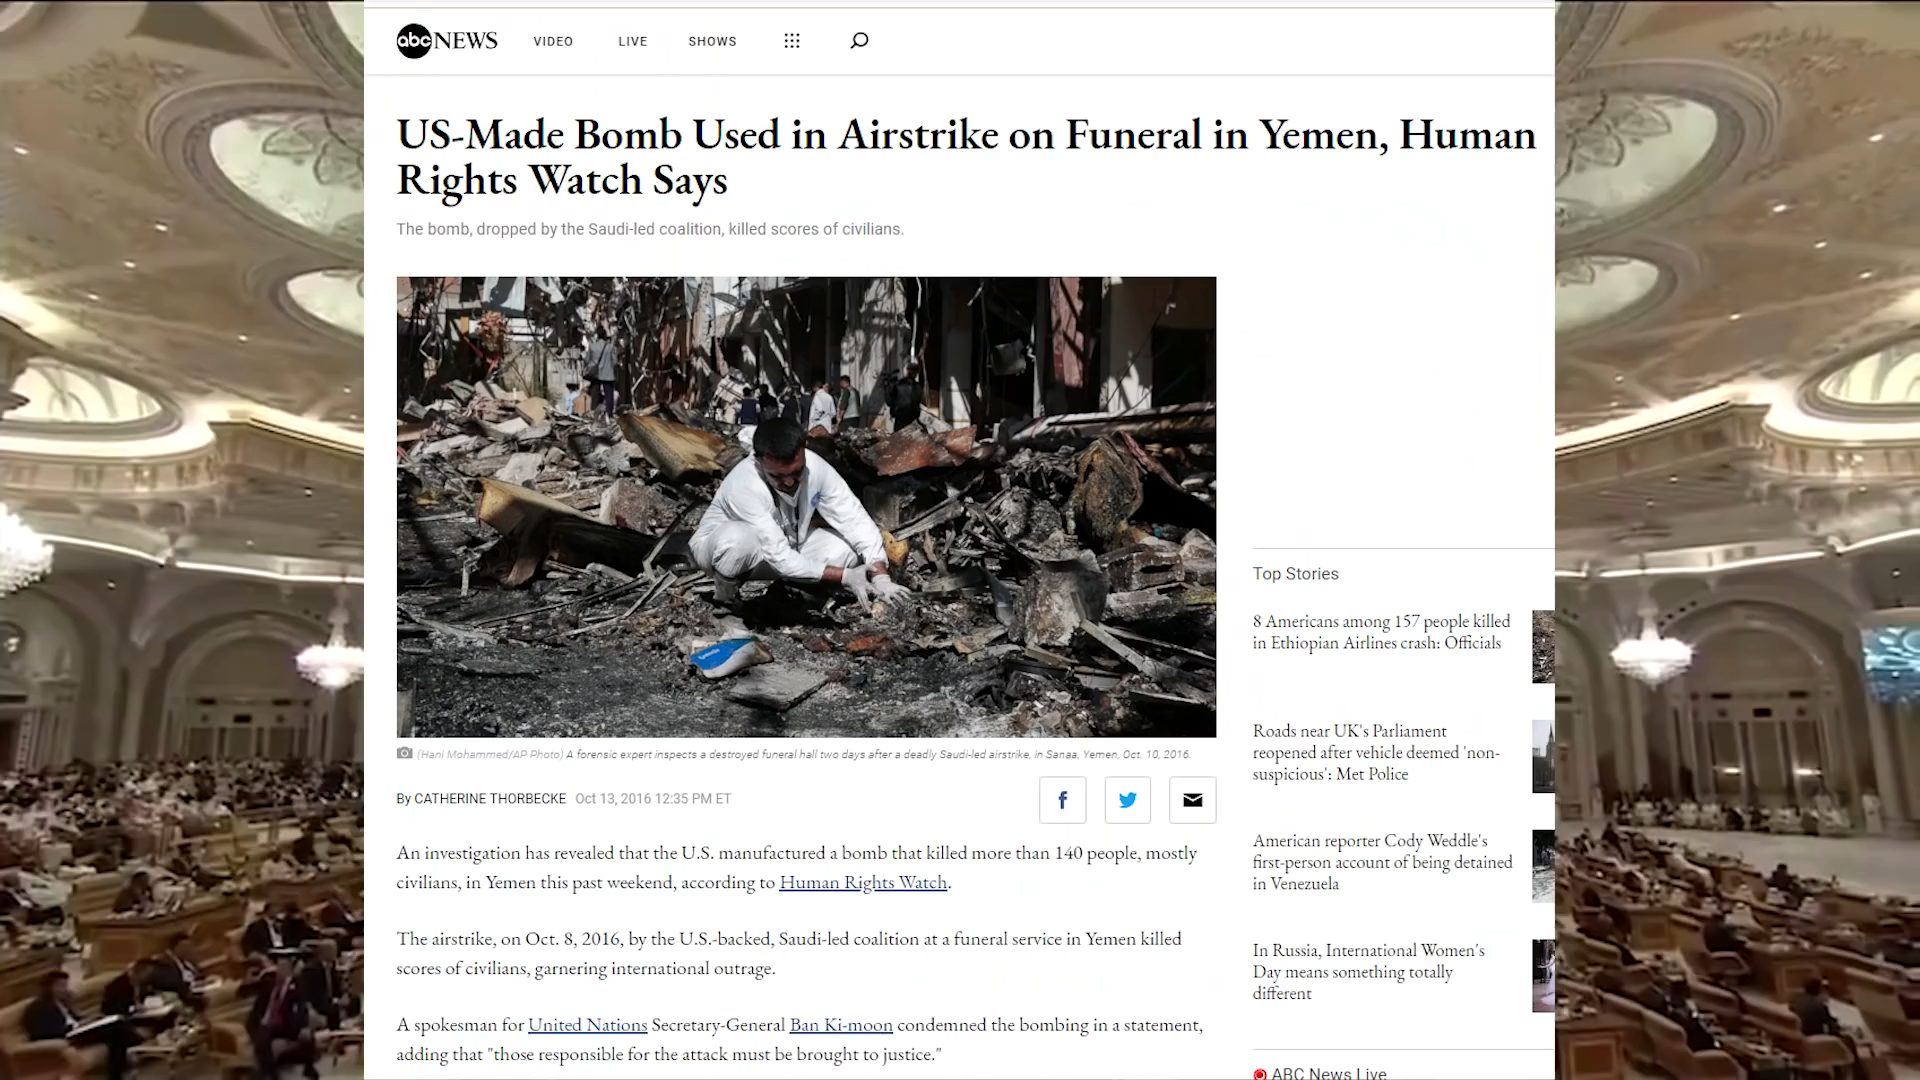 abc NEWS VIDEO LIVE SHOWS
US-Made Bomb Used in Airstrike on Funeral in Yemen, Human
Rights Watch Says
The bomb, dropped by the Saudi-led coalition, killed scores of civilians.
(Hani Mohammed/AP Photo) A forensic expert inspects a destroyed funeral hall two days after a deadly Saudi-led airstrike, in Sanaa, Yemen, Oct. 10, 2016.
By CATHERINE THORBECKE Oct 13, 2016 12:35 PM ET
f
An investigation has revealed that the U.S. manufactured a bomb that killed more than 140 people, mostly
civilians, in Yemen this past weekend, according to Human Rights Watch.
The airstrike, on Oct. 8, 2016, by the U.S.-backed, Saudi-led coalition at a funeral service in Yemen killed
scores of civilians, garnering international outrage.
A spokesman for United Nations Secretary-General Ban Ki-moon condemned the bombing in a statement,
adding that "those responsible for the attack must be brought to justice."
Top Stories
8 Americans among 157 people killed
in Ethiopian Airlines crash: Officials
Roads near UK's Parliament
reopened after vehicle deemed 'non-
suspicious': Met Police
American reporter Cody Weddle's
first-person account of being detained
in Venezuela
In Russia, International Women's
Day means something totally
different
ABC News Live